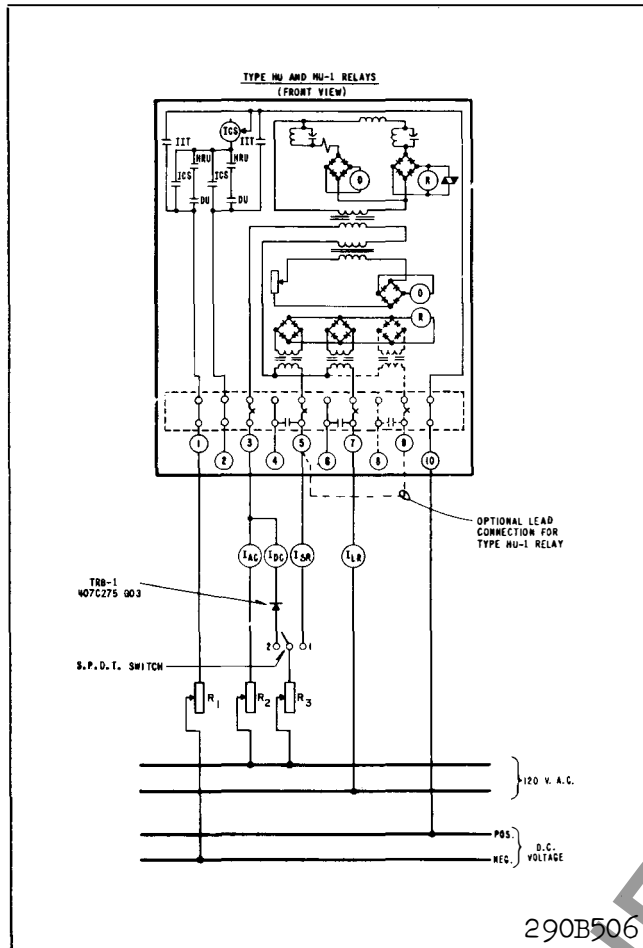 TYPE HU AND HU-1 RELAYS
(FRONT VIEW)
IIT
ICS
IIT
HRU
HRU
ICS
ICS
DU
DU
O
R
O
R
1
2
3
4
5
6
7
8
9
10
OPTIONAL LEAD
CONNECTION FOR
TYPE HU-1 RELAY
IAC
IDC
ISR
ILR
TRB-1
407C275 G03
2
1
S.P.D.T. SWITCH
R1
R2
R3
120 V. A.C.
POS.
D.C.
VOLTAGE
NEG.
290B506